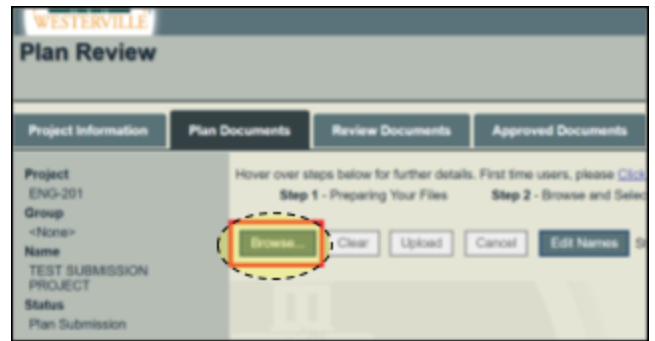 WESTERVILLE
Plan Review
Project Information Plan Documents Review Documents Approved Documents
Project
ENG-201
Group
<None>
Name
TEST SUBMISSION
PROJECT
Status
Plan Submission
Hover over steps below for further details. First time users, please Click
Step 1 - Preparing Your Files Step 2 - Browse and Selec
Browse... Clear Upload Cancel Edit Names